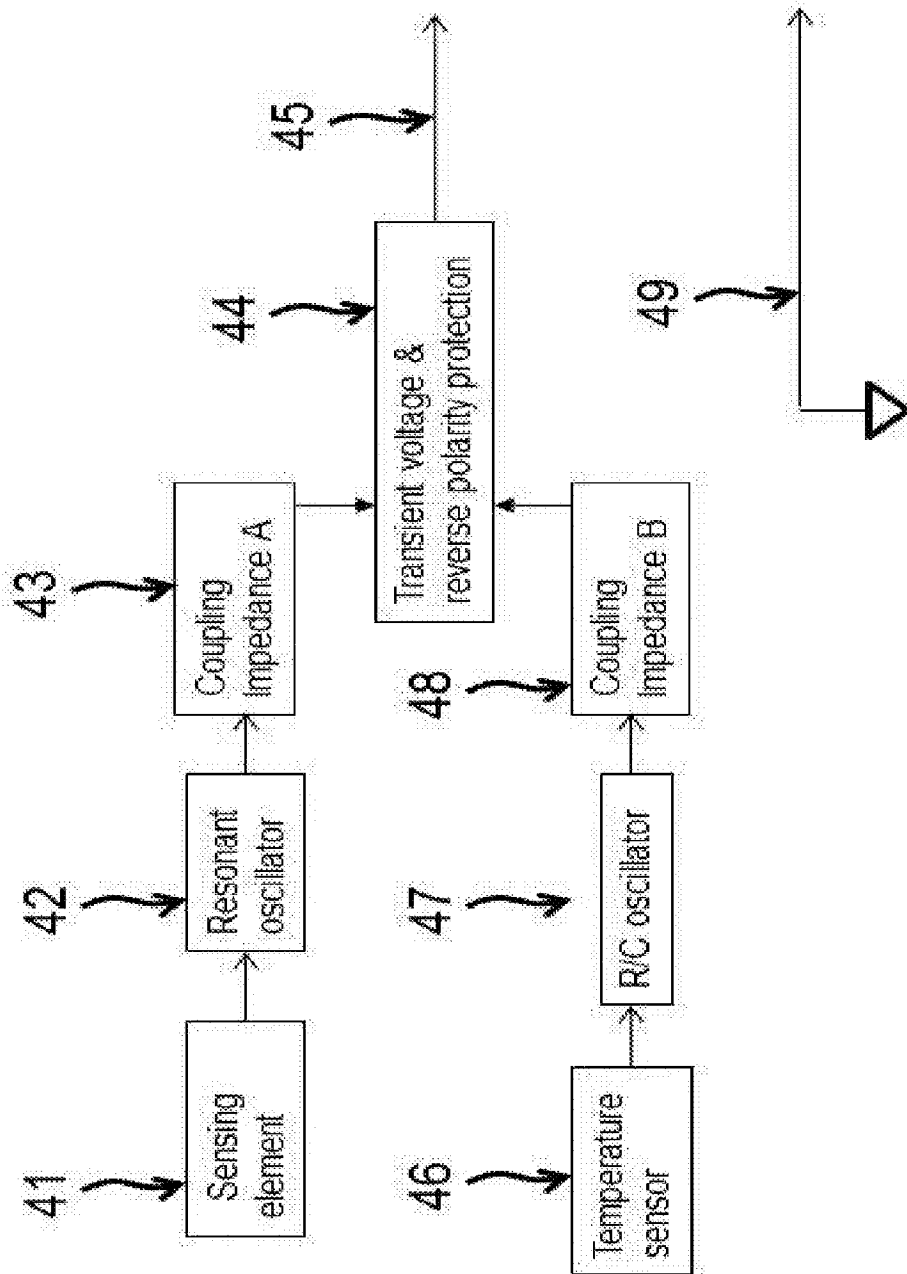 41
Sensing
element
42
Resonant
oscillator
43
Coupling
Impedance A
44
Transient voltage &
reverse polarity protection
45
46
Temperature
sensor
47
R/C oscillator
48
Coupling
Impedance B
49